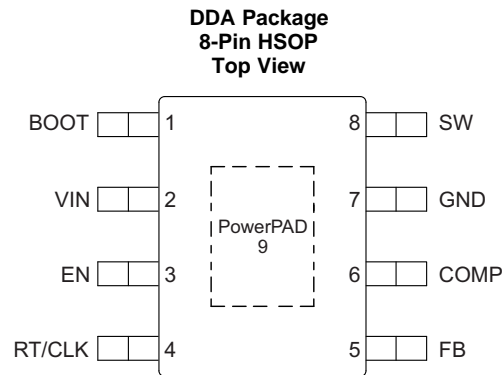 DDA Package
8-Pin HSOP
Top View
BOOT 1 8 SW
VIN 2 7 GND
PowerPAD
9
EN 3 6 COMP
RT/CLK 4 5 FB